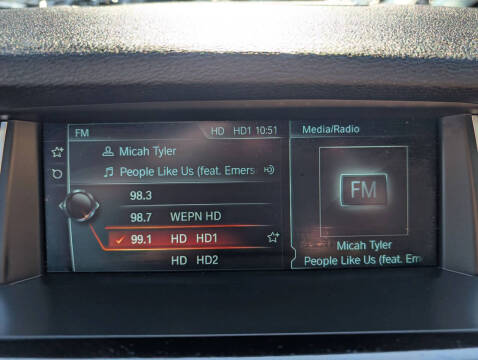 FM HD HD1 10:51 Media/Radio
Micah Tyler
People Like Us (feat. Emers
98.3
98.7 WEPN HD
99.1 HD HD1
HD HD2
FM
Micah Tyler
People Like Us (feat. Em